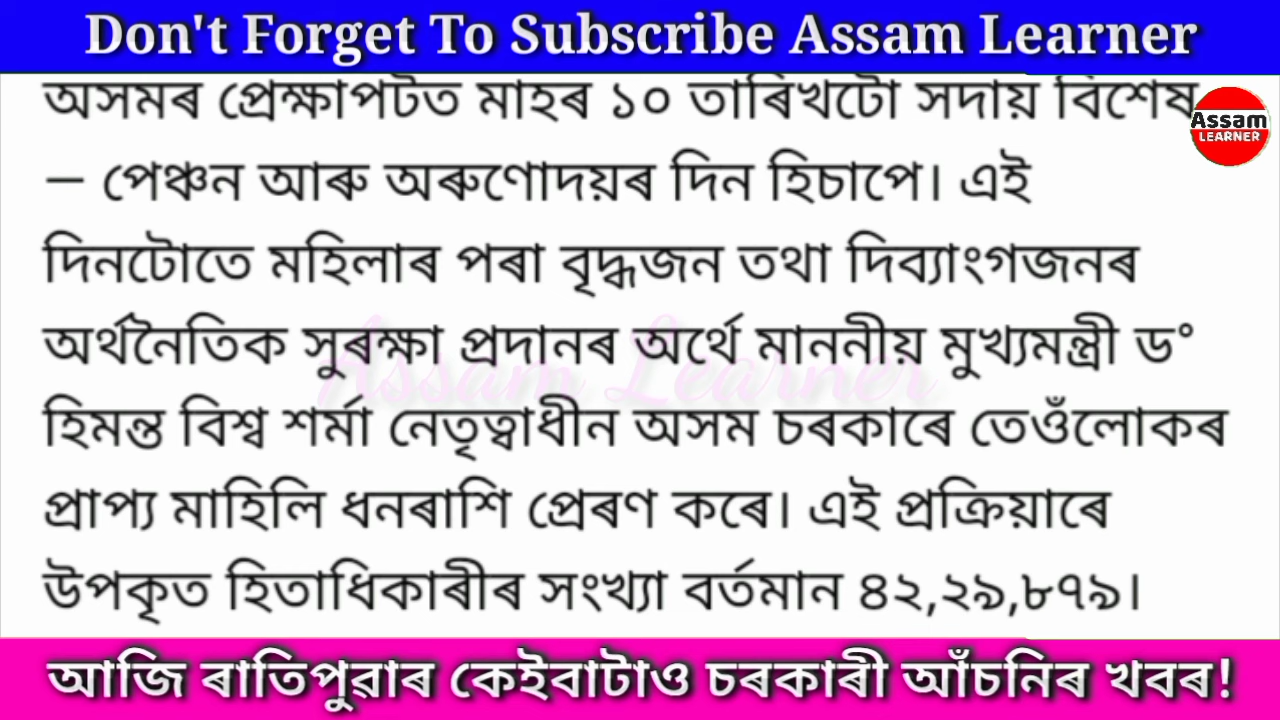 Don't Forget To Subscribe Assam Learner
অসমৰ প্ৰেক্ষাপটত মাহৰ ১০ তাৰিখটো সদায় বিশেষ
Assam
LEARNER
– পেঞ্চন আৰু অৰুণোদয়ৰ দিন হিচাপে। এই
দিনটোতে মহিলাৰ পৰা বৃদ্ধজন তথা দিব্যাংগজনৰ
অৰ্থনৈতিক সুৰক্ষা প্ৰদানৰ অৰ্থে মাননীয় মুখ্যমন্ত্ৰী ড°
Assam Learner
হিমন্ত বিশ্ব শৰ্মা নেতৃত্বাধীন অসম চৰকাৰে তেওঁলোকৰ
প্ৰাপ্য মাহিলি ধনৰাশি প্ৰেৰণ কৰে। এই প্ৰক্ৰিয়াৰে
উপকৃত হিতাধিকাৰীৰ সংখ্যা বৰ্তমান ৪২,২৯,৮৭৯।
আজি ৰাতিপুৱাৰ কেইবাটাও চৰকাৰী আঁচনিৰ খবৰ!